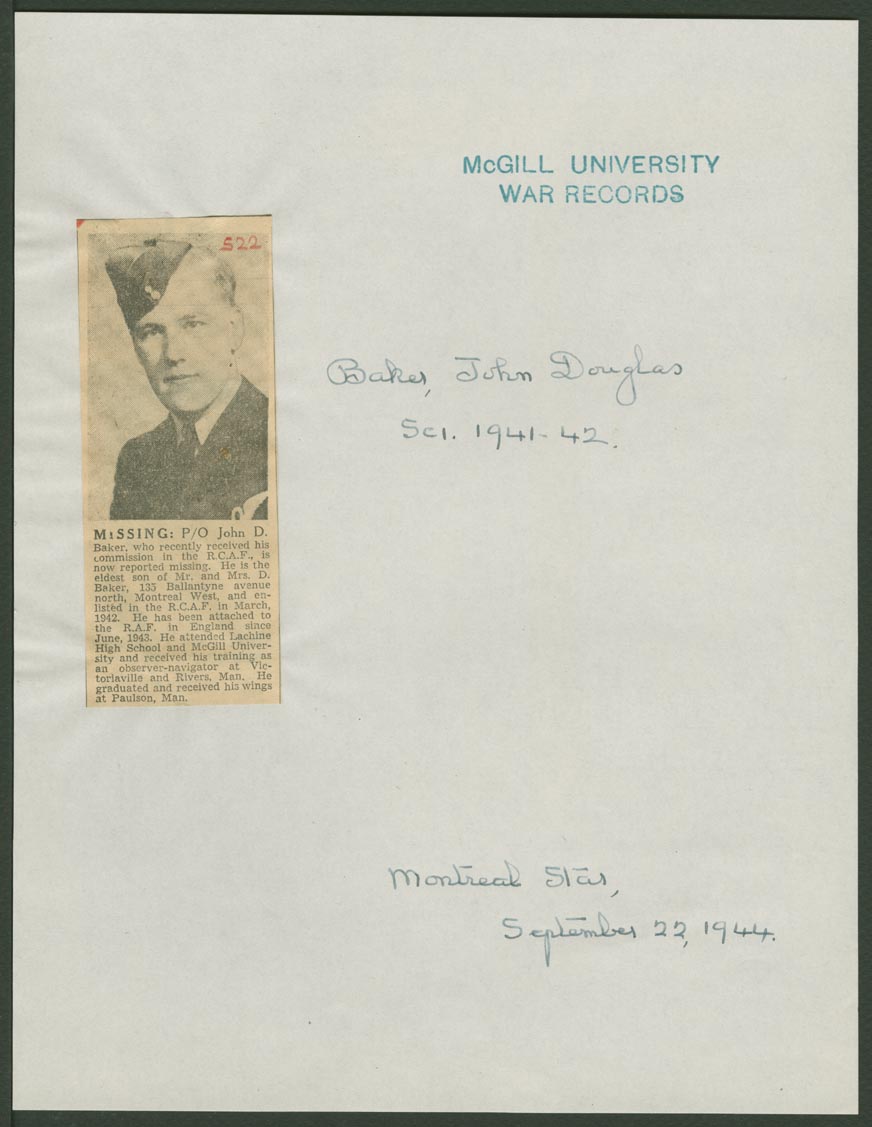 McGILL UNIVERSITY
WAR RECORDS
S22
Baker, John Douglas
Sci. 1941-42.
MISSING: P/O John D.
Baker, who recently received his
commission in the R.C.A.F., is
now reported missing. He is the
eldest son of Mr. and Mrs. D.
Baker, 135 Ballantyne avenue
north, Montreal West, and en-
listed in the R.C.A.F. in March,
1942. He has been attached to
the R.A.F. in England since
June, 1943. He attended Lachine
High School and McGill Univer-
sity and received his training as
an observer-navigator at Vic-
toriaville and Rivers, Man. He
graduated and received his wings
at Paulson, Man.
Montreal Star,
September 22, 1944.